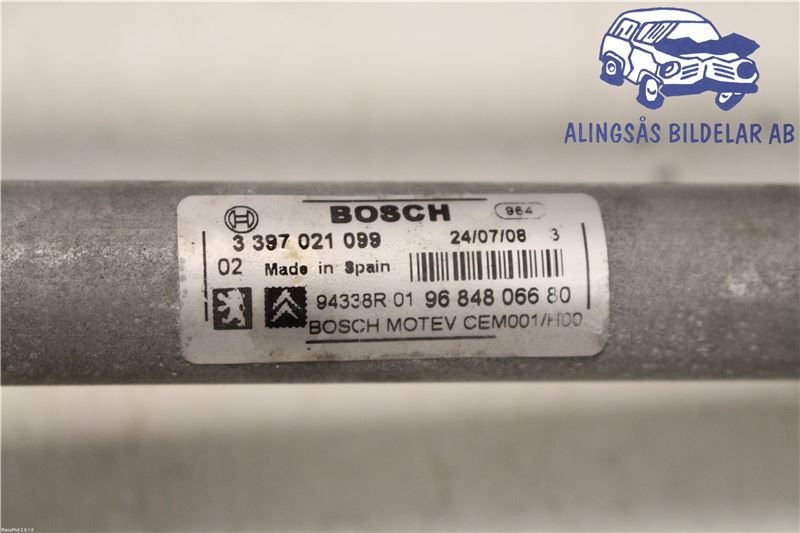 ALINGSÅS BILDELAR AB
BOSCH 964
3 397 021 099 24/07/08 3
02 Made in Spain
94338R 01 96 848 066 80
BOSCH MOTEV CEM001/H00